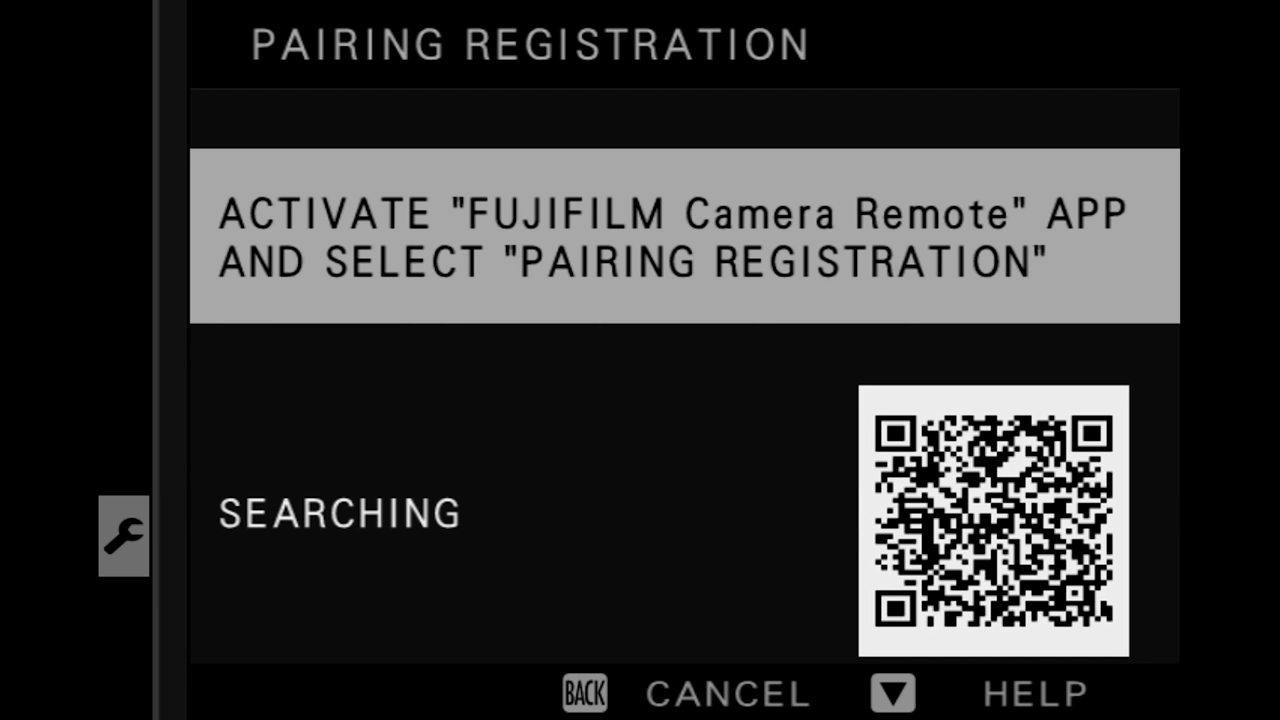 PAIRING REGISTRATION
ACTIVATE "FUJIFILM Camera Remote" APP
AND SELECT "PAIRING REGISTRATION"
SEARCHING
BACK CANCEL HELP